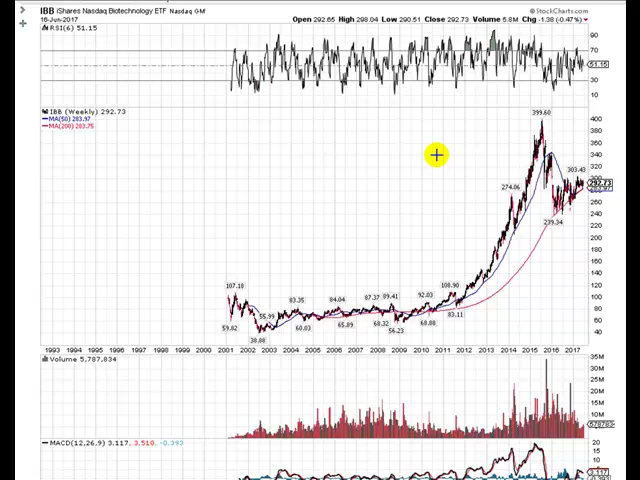 IBB iShares Nasdaq Biotechnology ETF Nasdaq GM
© StockCharts.com
16-Jun-2017
Open 292.65 High 298.04 Low 290.51 Close 292.73 Volume 5.8M Chg -1.38 (-0.47%)
RSI(6) 51.15
90
70
51.15
30
10
IBB (Weekly) 292.73
MA(50) 283.97
MA(200) 283.75
399.60
400
380
360
340
320
303.43
300
292.73
274.06
260
240
239.34
220
200
180
160
140
120
107.18
108.90
100
83.35
84.04
87.37
89.41
92.03
80
59.82
55.99
60.03
65.89
68.32
56.23
68.88
83.11
60
38.88
40
1993 1994 1995 1996 1997 1998 1999 2000 2001 2002 2003 2004 2005 2006 2007 2008 2009 2010 2011 2012 2013 2014 2015 2016 2017
Volume 5,787,834
35M
30M
25M
20M
15M
10M
MACD(12,26,9) 3.117, 3.510, -0.393
20
15
10
5
3.117
-0.393